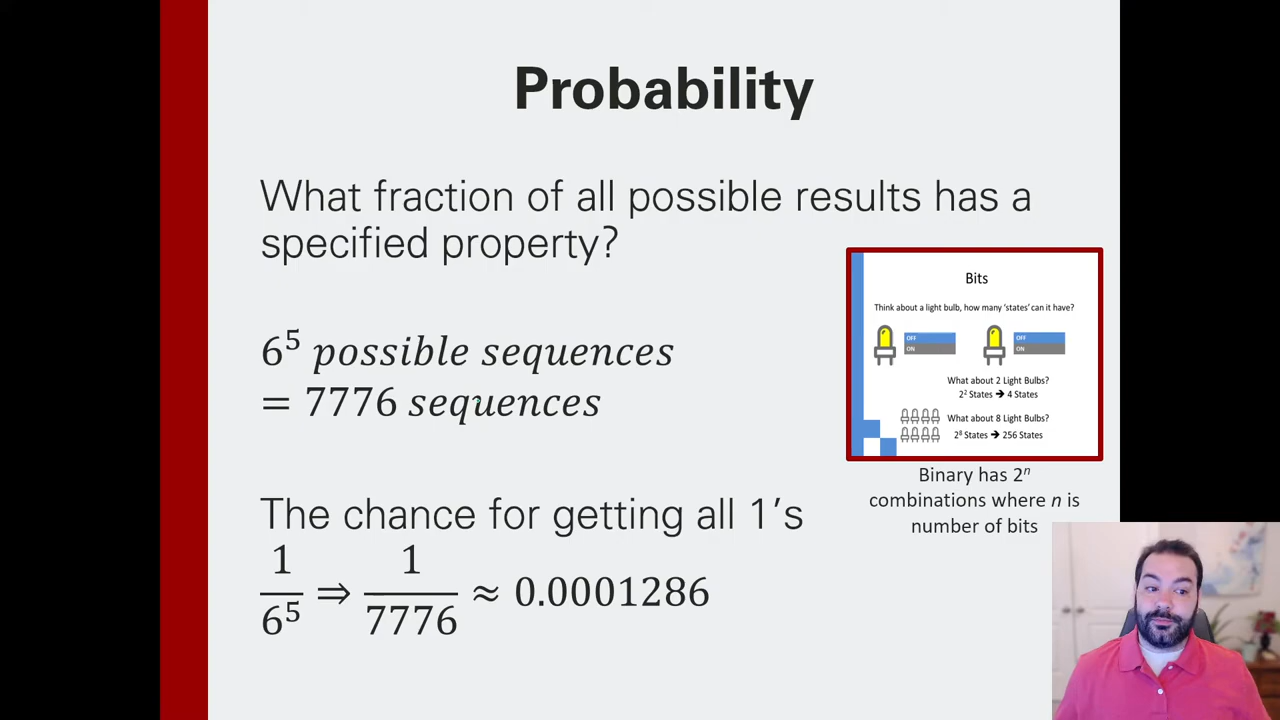 Probability
What fraction of all possible results has a
specified property?
6⁵ possible sequences
= 7776 sequences
The chance for getting all 1's
1/6⁵ ⇒ 1/7776 ≈ 0.0001286
Bits
Think about a light bulb, how many 'states' can it have?
OFF OFF
ON ON
What about 2 Light Bulbs?
2² States ➔ 4 States
What about 8 Light Bulbs?
2⁸ States ➔ 256 States
Binary has 2ⁿ
combinations where n is
number of bits